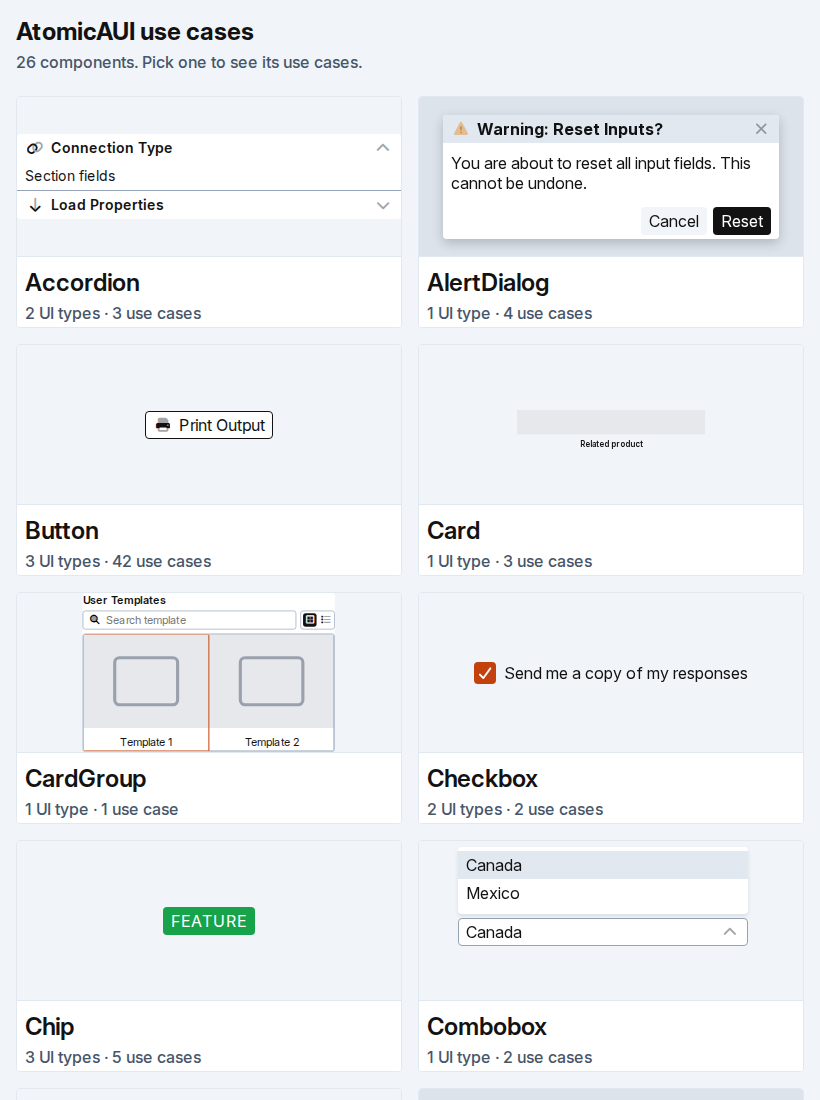 AtomicAUI use cases
26 components. Pick one to see its use cases.
Connection Type
Section fields
Load Properties
Accordion
2 UI types · 3 use cases
Warning: Reset Inputs?
You are about to reset all input fields. This
cannot be undone.
Cancel
Reset
AlertDialog
1 UI type · 4 use cases
Print Output
Button
3 UI types · 42 use cases
Related product
Card
1 UI type · 3 use cases
User Templates
Search template
Template 1
Template 2
CardGroup
1 UI type · 1 use case
Send me a copy of my responses
Checkbox
2 UI types · 2 use cases
FEATURE
Chip
3 UI types · 5 use cases
Canada
Mexico
Canada
Combobox
1 UI type · 2 use cases